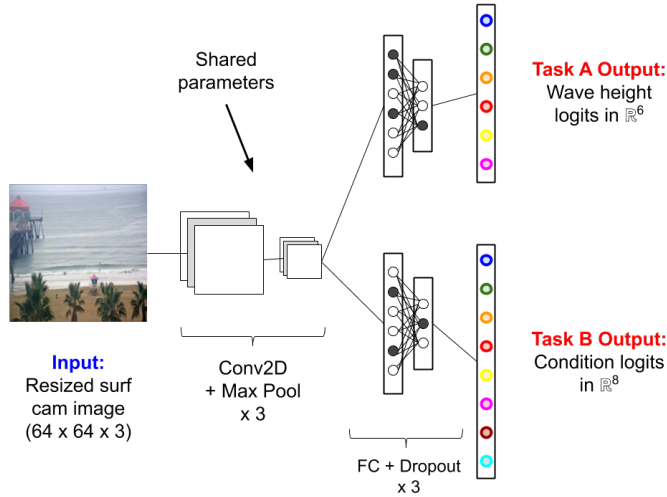 Shared
parameters
Task A Output:
Wave height
logits in ℝ⁶
Input:
Resized surf
cam image
(64 x 64 x 3)
Conv2D
+ Max Pool
x 3
Task B Output:
Condition logits
in ℝ⁸
FC + Dropout
x 3